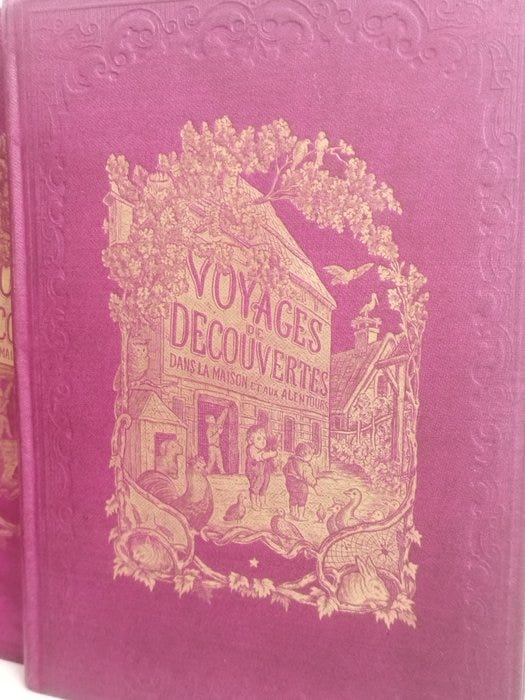 VOYAGES
DE
DECOUVERTES
DANS LA MAISON ET AUX ALENTOURS